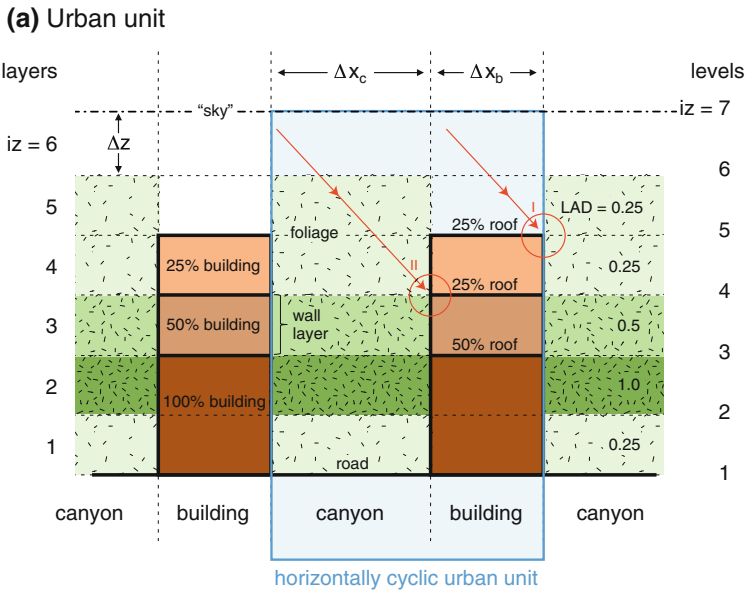 (a) Urban unit
layers
Δxc
Δxb
levels
"sky"
iz = 7
iz = 6
Δz
6
5
foliage
I
LAD = 0.25
25% roof
5
4
25% building
II
25% roof
0.25
4
3
50% building
wall
layer
50% roof
0.5
3
2
100% building
1.0
2
1
road
0.25
1
canyon
building
canyon
building
canyon
horizontally cyclic urban unit